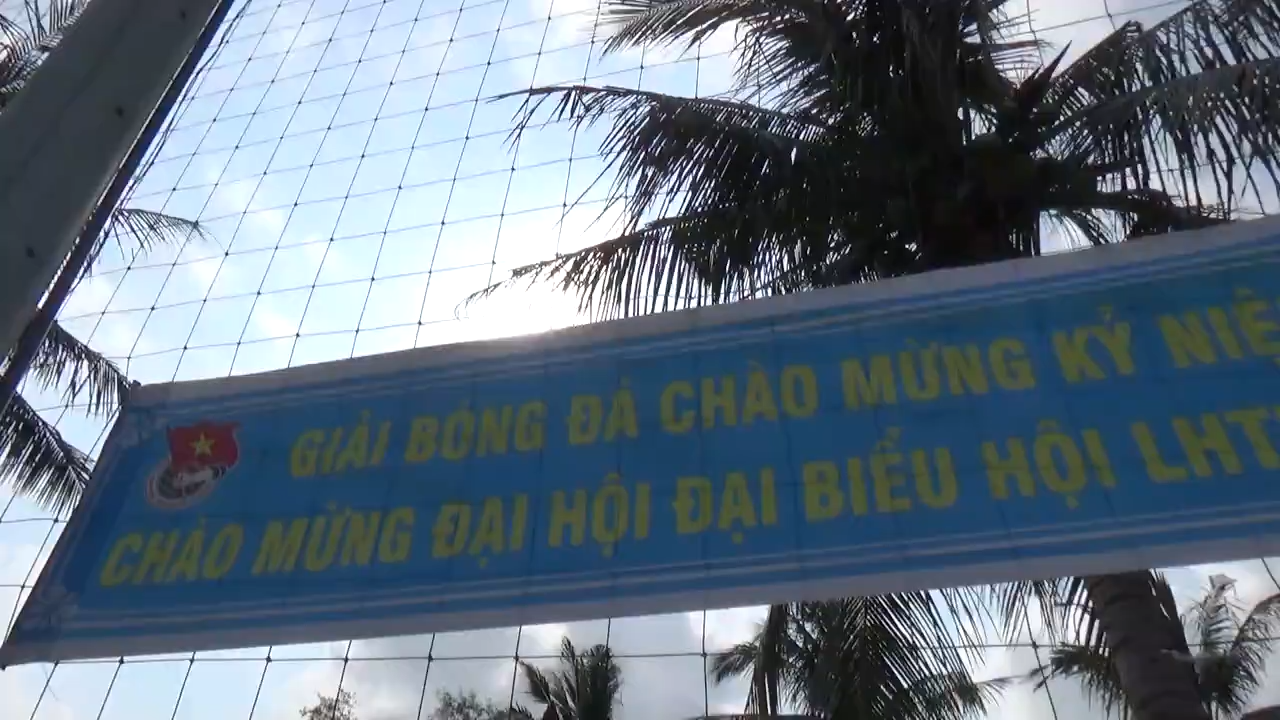 GIẢI BÓNG ĐÁ CHÀO MỪNG KỶ
CHÀO MỪNG ĐẠI HỘI ĐẠI BIỂU HỘI